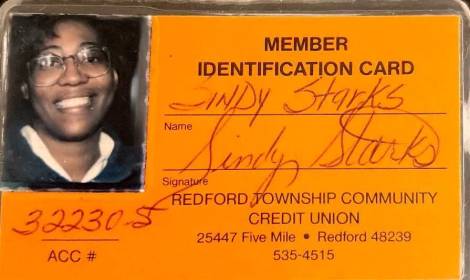 MEMBER
IDENTIFICATION CARD
Sindy Starks
Name
Sindy Starks
Signature
REDFORD TOWNSHIP COMMUNITY
CREDIT UNION
25447 Five Mile • Redford 48239
535-4515
32230-5
ACC #